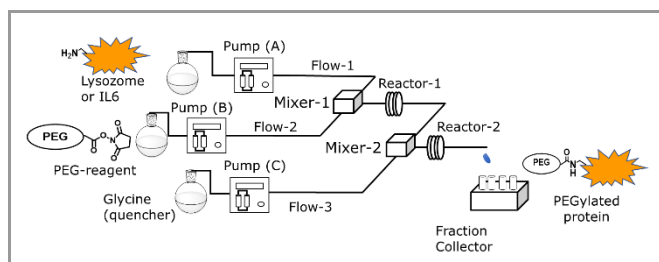 H₂N
Lysozome
or IL6
Pump (A)
Flow-1
Mixer-1
Reactor-1
PEG
O
O
N
O
O
PEG-reagent
Pump (B)
Flow-2
Mixer-2
Reactor-2
Pump (C)
Glycine
(quencher)
Flow-3
Fraction
Collector
PEG
O
N
H
PEGylated
protein